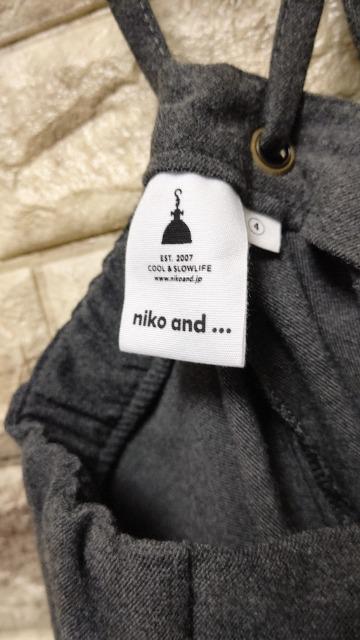 EST. 2007
COOL & SLOWLIFE
www.nikoand.jp
niko and ...
4